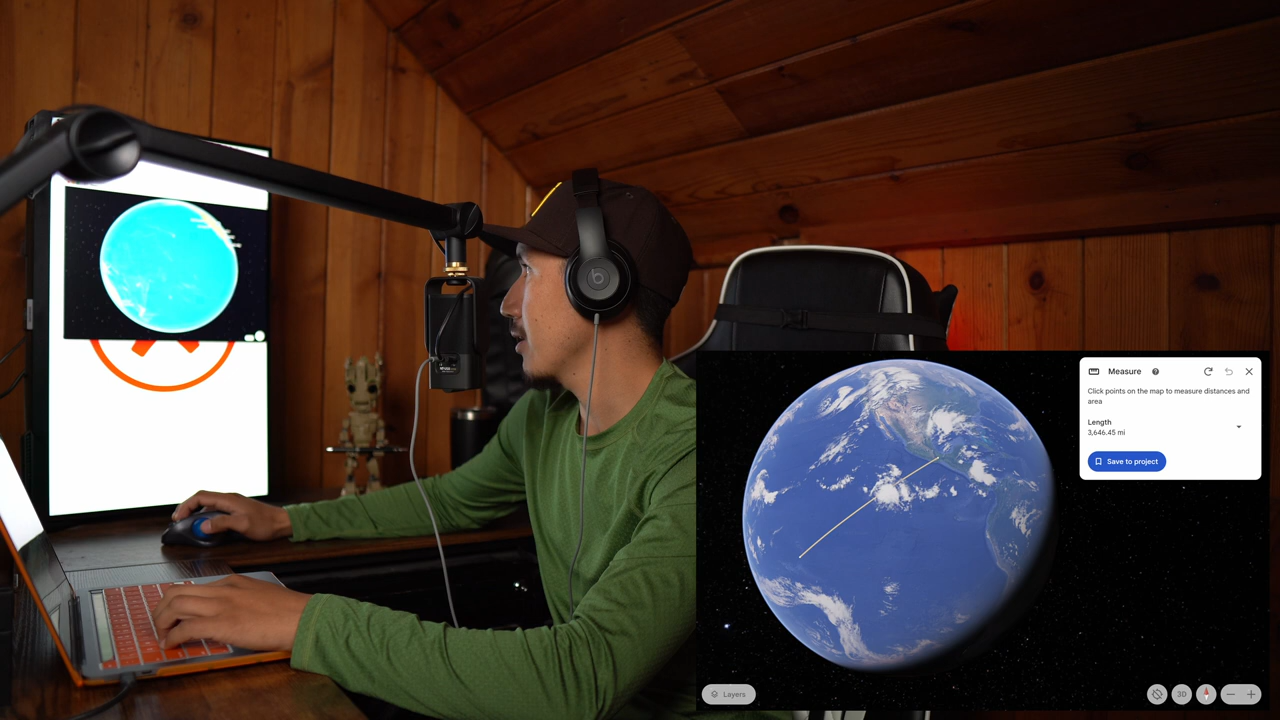 Measure
Click points on the map to measure distances and
area
Length
3,646.45 mi
Save to project
Layers
3D